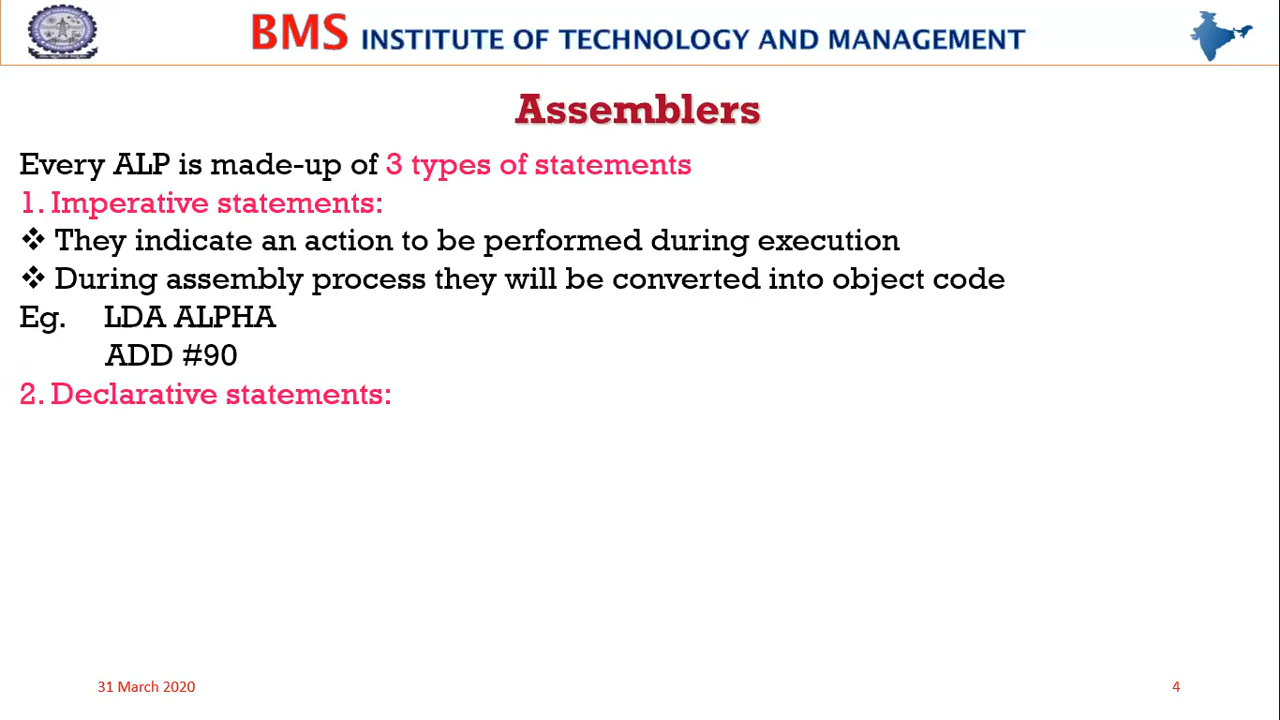 BMS INSTITUTE OF TECHNOLOGY AND MANAGEMENT
Assemblers
Every ALP is made-up of 3 types of statements
1. Imperative statements:
❖ They indicate an action to be performed during execution
❖ During assembly process they will be converted into object code
Eg. LDA ALPHA
ADD #90
2. Declarative statements:
31 March 2020
4